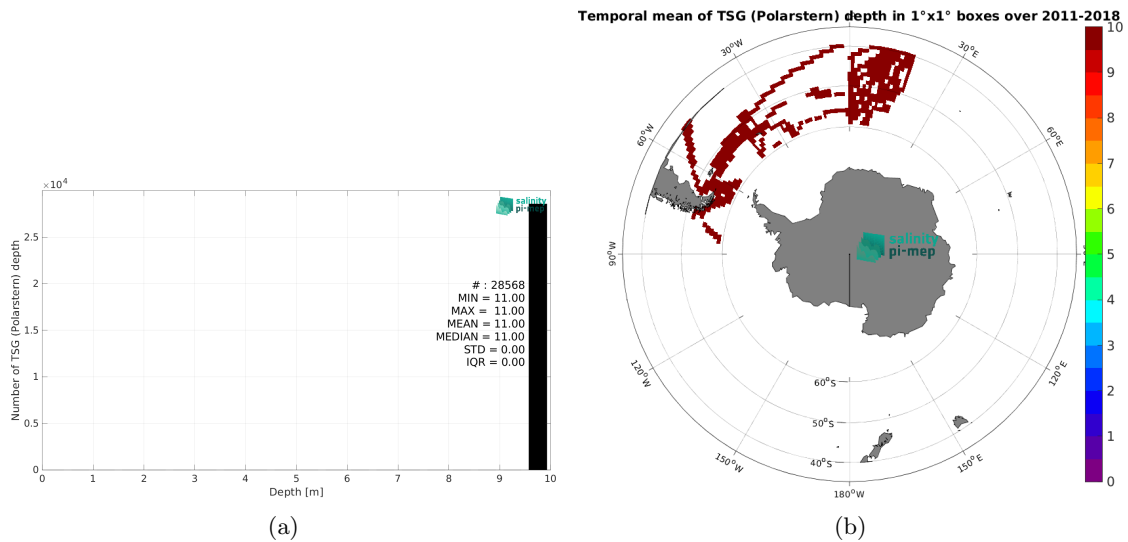 ×10⁴
2.5
2
1.5
1
0.5
0
Number of TSG (Polarstern) depth
salinity
pi-mep
# : 28568
MIN = 11.00
MAX = 11.00
MEAN = 11.00
MEDIAN = 11.00
STD = 0.00
IQR = 0.00
0 1 2 3 4 5 6 7 8 9 10
Depth [m]
(a)
Temporal mean of TSG (Polarstern) depth in 1°x1° boxes over 2011-2018
30°W
30°E
60°W
60°E
90°W
salinity
pi-mep
120°W
120°E
60°S
50°S
40°S
150°W
150°E
180°W
10
9
8
7
6
5
4
3
2
1
0
(b)